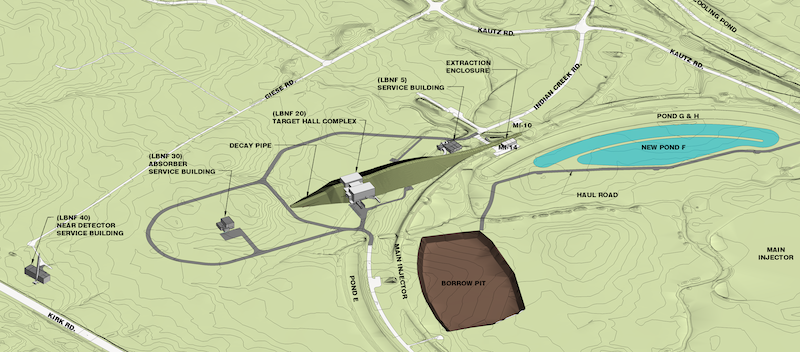 COOLING POND
KAUTZ RD.
KAUTZ RD.
EXTRACTION
ENCLOSURE
(LBNF 5)
SERVICE BUILDING
GIESE RD.
INDIAN CREEK RD.
(LBNF 20)
TARGET HALL COMPLEX
MI-10
POND G & H
DECAY PIPE
MI-14
NEW POND F
(LBNF 30)
ABSORBER
SERVICE BUILDING
HAUL ROAD
(LBNF 40)
NEAR DETECTOR
SERVICE BUILDING
MAIN INJECTOR
MAIN
INJECTOR
POND E
BORROW PIT
KIRK RD.